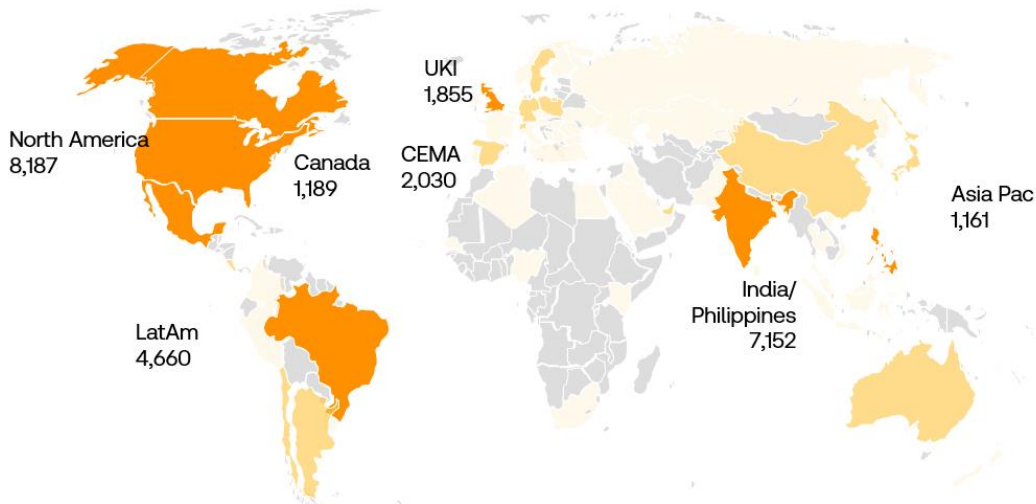 North America
8,187
Canada
1,189
LatAm
4,660
UKI
1,855
CEMA
2,030
India/
Philippines
7,152
Asia Pac
1,161